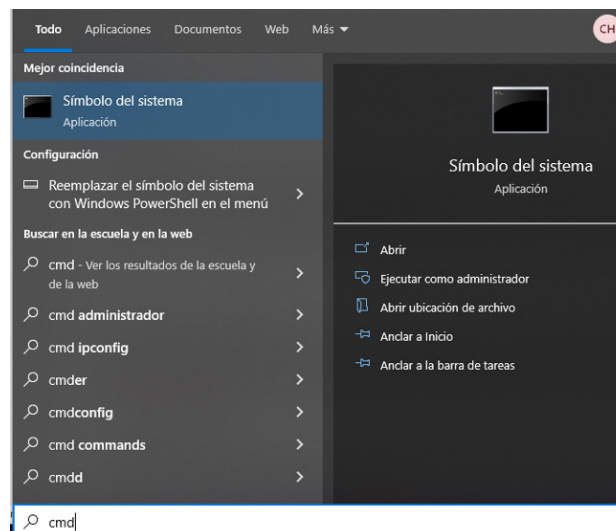 Todo Aplicaciones Documentos Web Más
CH
Mejor coincidencia
Símbolo del sistema
Aplicación
Configuración
Reemplazar el símbolo del sistema
con Windows PowerShell en el menú
Buscar en la escuela y en la web
cmd - Ver los resultados de la escuela y
de la web
cmd administrador
cmd ipconfig
cmder
cmdconfig
cmd commands
cmdd
cmd
Símbolo del sistema
Aplicación
Abrir
Ejecutar como administrador
Abrir ubicación de archivo
Anclar a Inicio
Anclar a la barra de tareas